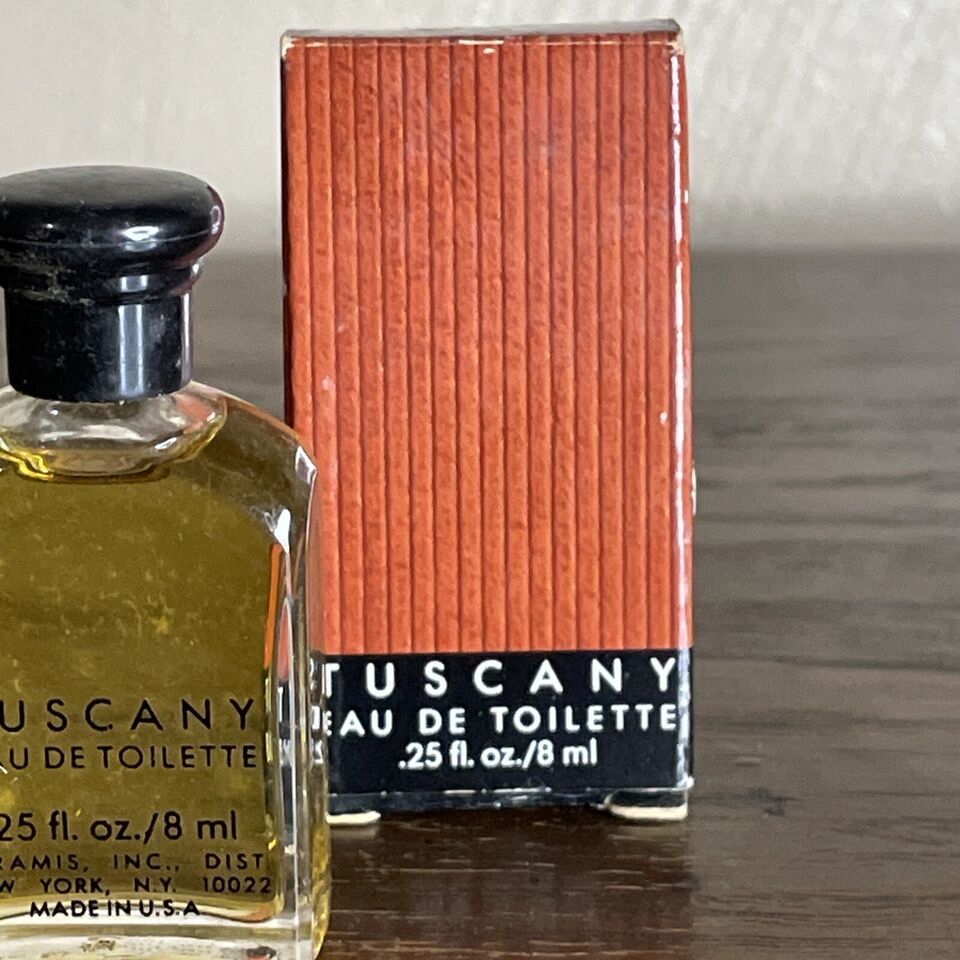 USCANY
AU DE TOILETTE
25 fl. oz./8 ml
RAMIS, INC., DIST.
W YORK, N.Y. 10022
MADE IN U.S.A
TUSCANY
EAU DE TOILETTE
.25 fl. oz./8 ml